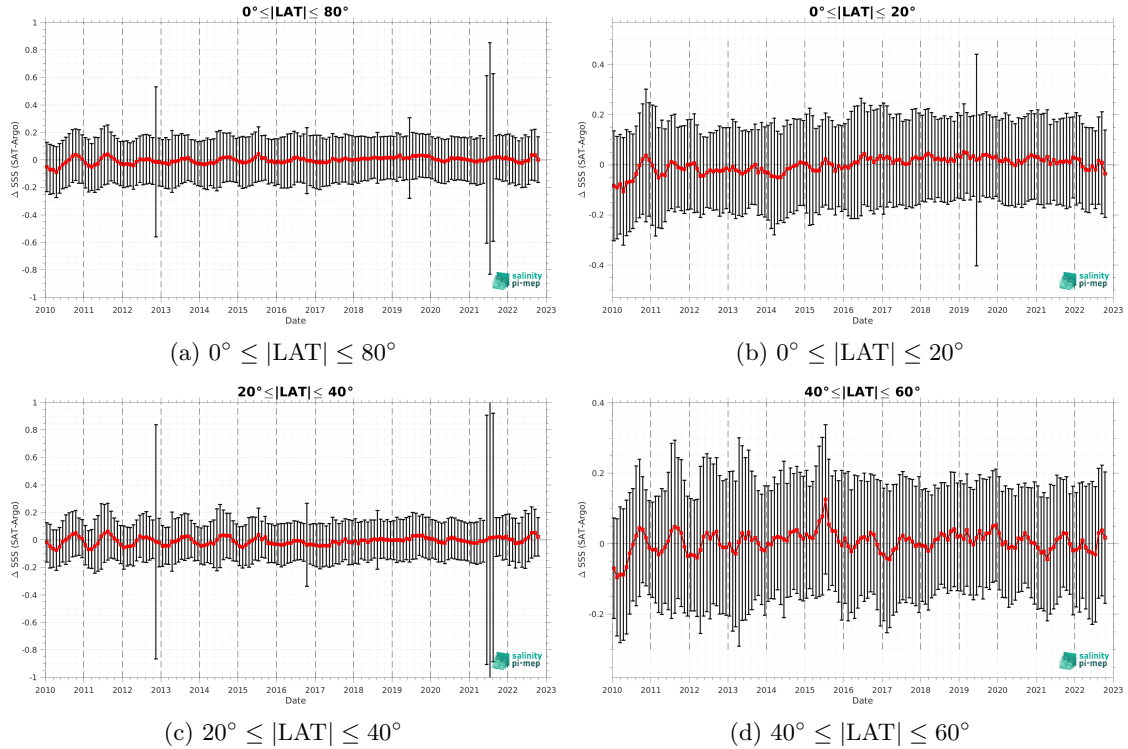 0°≤|LAT|≤ 80°
Δ SSS (SAT-Argo)
1
0.8
0.6
0.4
0.2
0
-0.2
-0.4
-0.6
-0.8
-1
2010 2011 2012 2013 2014 2015 2016 2017 2018 2019 2020 2021 2022 2023
Date
salinity
pi-mep
(a) 0° ≤ |LAT| ≤ 80°
0°≤|LAT|≤ 20°
Δ SSS (SAT-Argo)
0.4
0.2
0
-0.2
-0.4
2010 2011 2012 2013 2014 2015 2016 2017 2018 2019 2020 2021 2022 2023
Date
salinity
pi-mep
(b) 0° ≤ |LAT| ≤ 20°
20°≤|LAT|≤ 40°
Δ SSS (SAT-Argo)
1
0.8
0.6
0.4
0.2
0
-0.2
-0.4
-0.6
-0.8
-1
2010 2011 2012 2013 2014 2015 2016 2017 2018 2019 2020 2021 2022 2023
Date
salinity
pi-mep
(c) 20° ≤ |LAT| ≤ 40°
40°≤|LAT|≤ 60°
Δ SSS (SAT-Argo)
0.4
0.2
0
-0.2
2010 2011 2012 2013 2014 2015 2016 2017 2018 2019 2020 2021 2022 2023
Date
salinity
pi-mep
(d) 40° ≤ |LAT| ≤ 60°